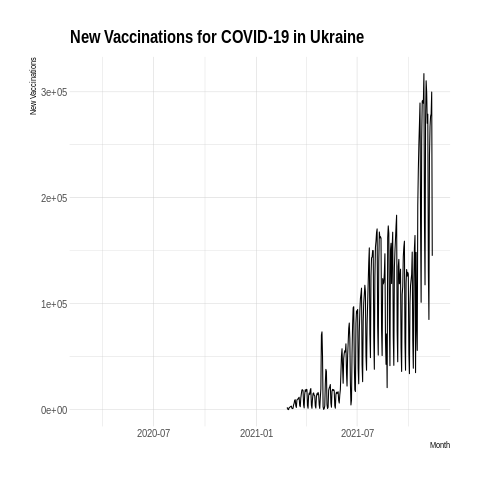 New Vaccinations for COVID-19 in Ukraine
New Vaccinations
3e+05
2e+05
1e+05
0e+00
2020-07
2021-01
2021-07
Month